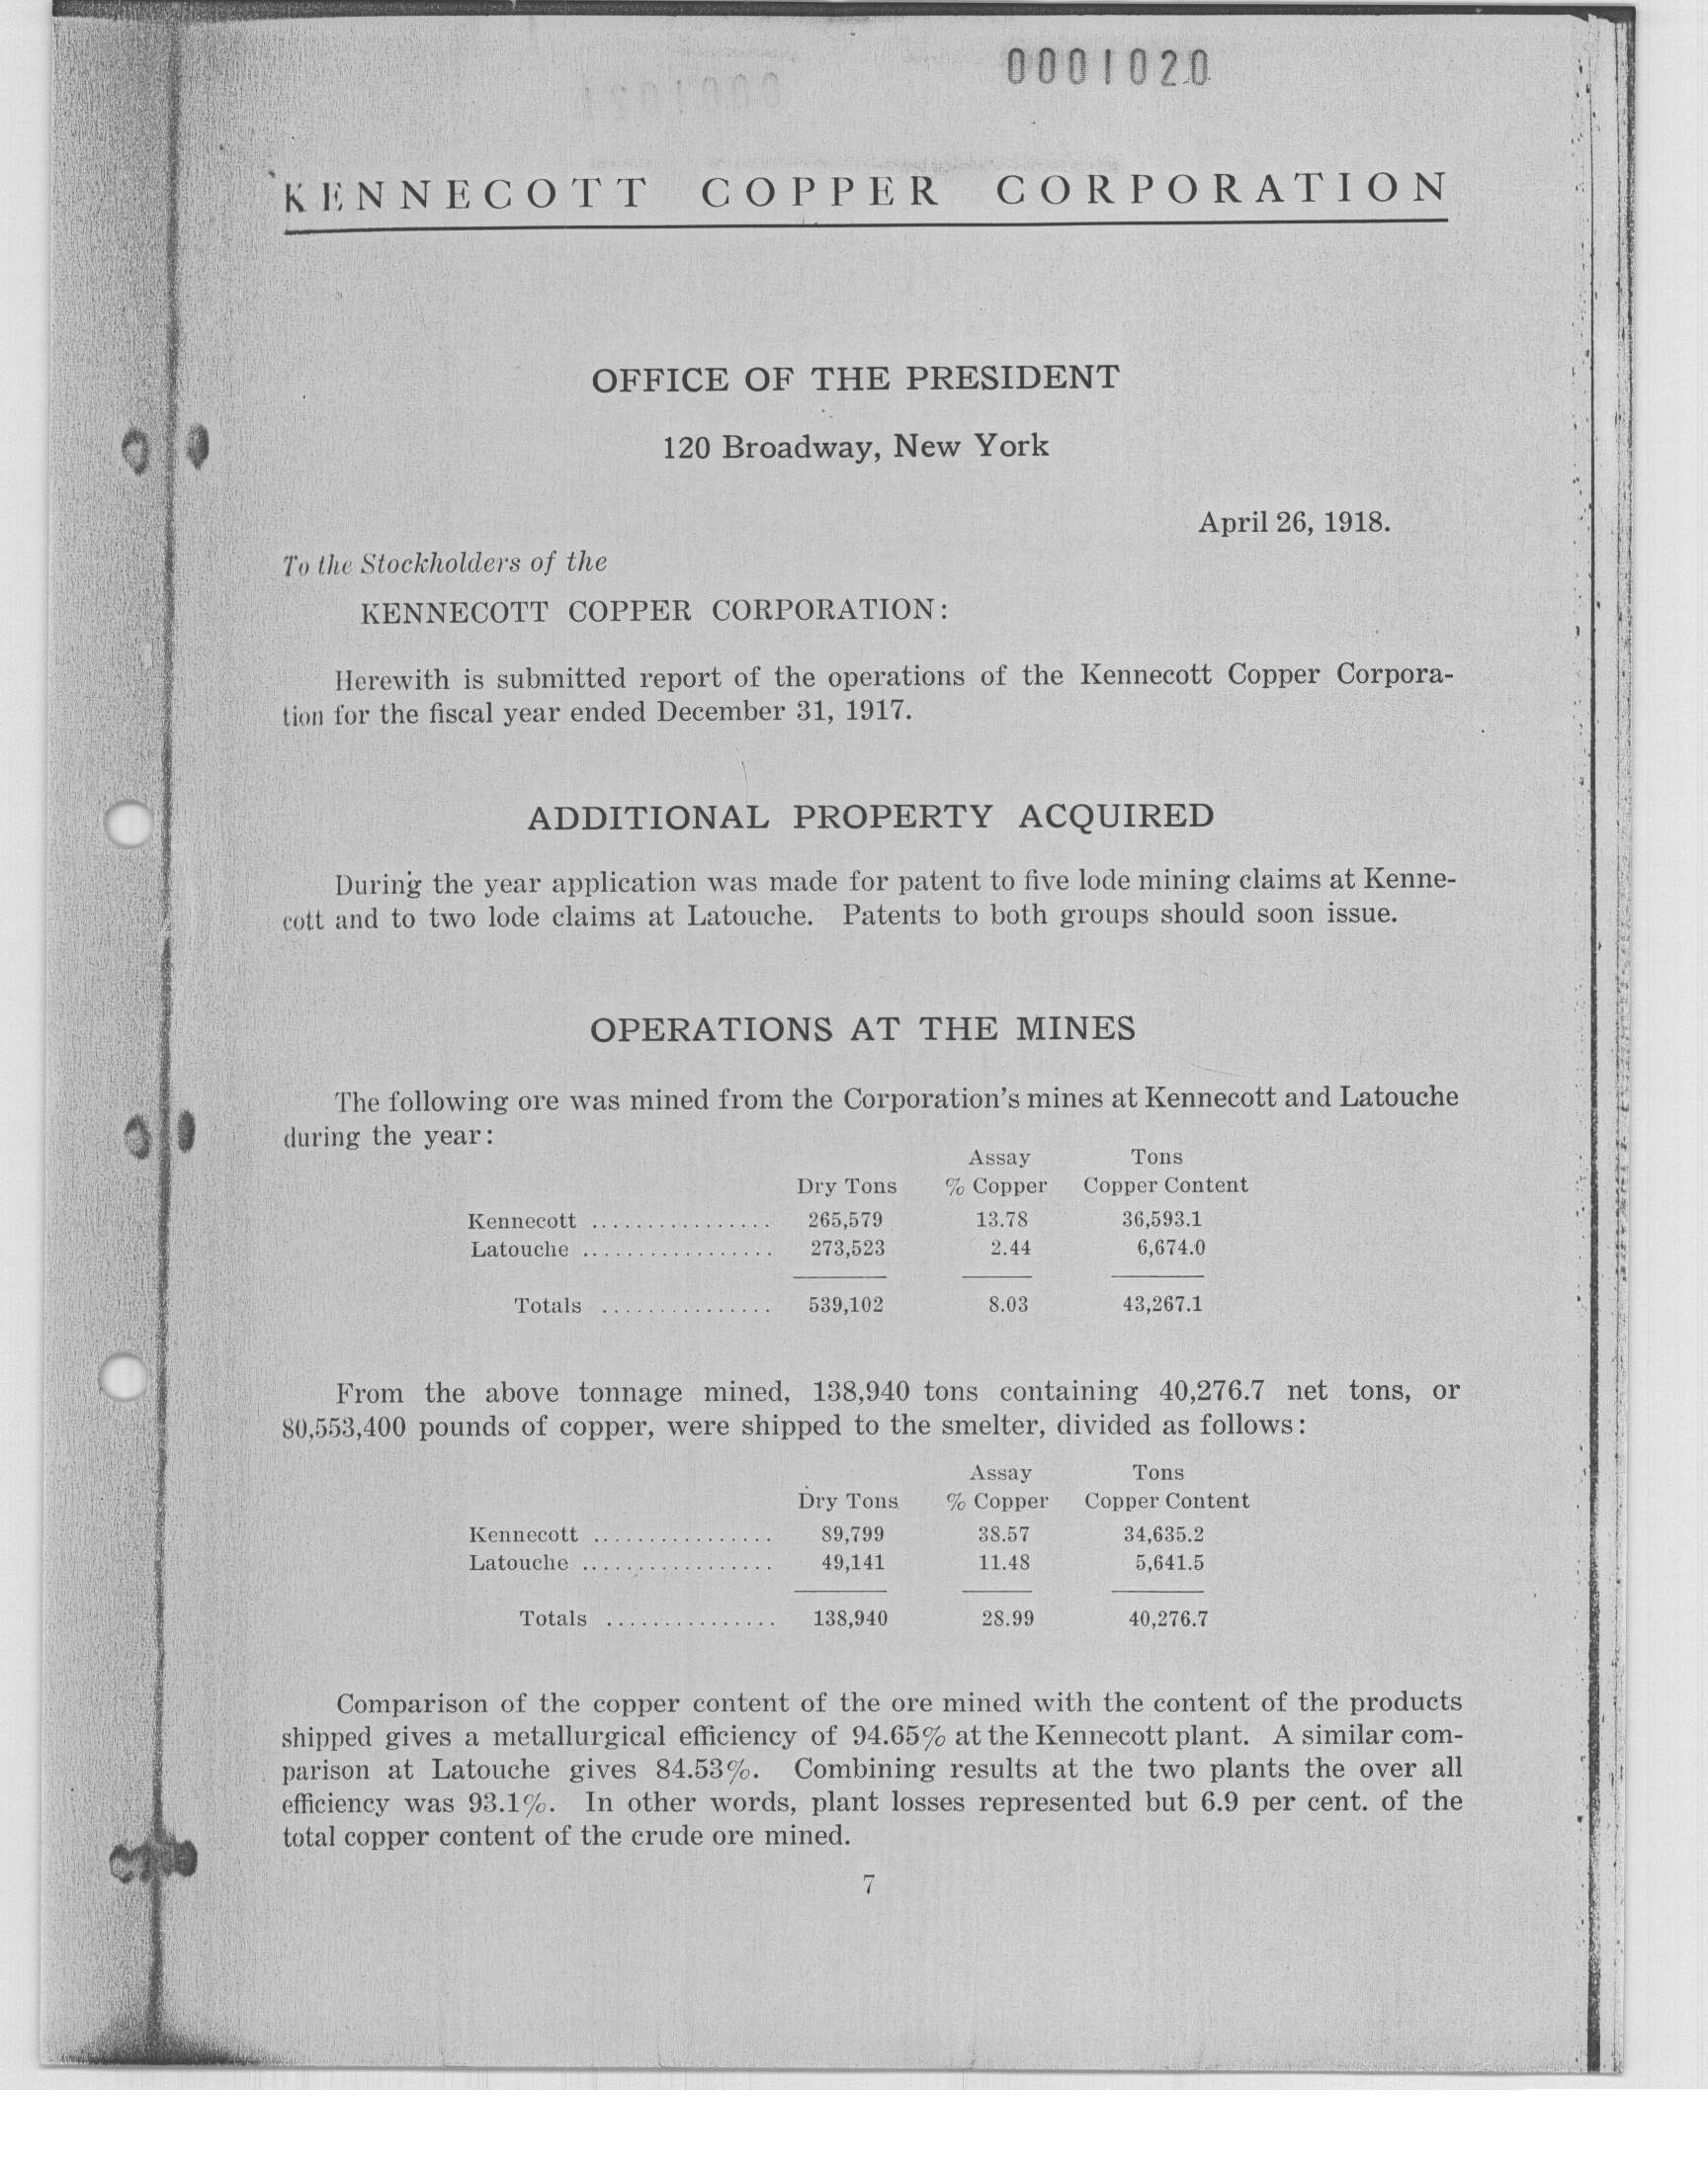 0001020
KENNECOTT COPPER CORPORATION
OFFICE OF THE PRESIDENT
120 Broadway, New York
April 26, 1918.
To the Stockholders of the
KENNECOTT COPPER CORPORATION:
Herewith is submitted report of the operations of the Kennecott Copper Corpora-
tion for the fiscal year ended December 31, 1917.
ADDITIONAL PROPERTY ACQUIRED
During the year application was made for patent to five lode mining claims at Kenne-
cott and to two lode claims at Latouche. Patents to both groups should soon issue.
OPERATIONS AT THE MINES
The following ore was mined from the Corporation's mines at Kennecott and Latouche
during the year:
Assay Tons
Dry Tons % Copper Copper Content
Kennecott ................ 265,579 13.78 36,593.1
Latouche ................. 273,523 2.44 6,674.0
Totals ............... 539,102 8.03 43,267.1
From the above tonnage mined, 138,940 tons containing 40,276.7 net tons, or
80,553,400 pounds of copper, were shipped to the smelter, divided as follows:
Assay Tons
Dry Tons % Copper Copper Content
Kennecott ................ 89,799 38.57 34,635.2
Latouche ................. 49,141 11.48 5,641.5
Totals ............... 138,940 28.99 40,276.7
Comparison of the copper content of the ore mined with the content of the products
shipped gives a metallurgical efficiency of 94.65% at the Kennecott plant. A similar com-
parison at Latouche gives 84.53%. Combining results at the two plants the over all
efficiency was 93.1%. In other words, plant losses represented but 6.9 per cent. of the
total copper content of the crude ore mined.
7